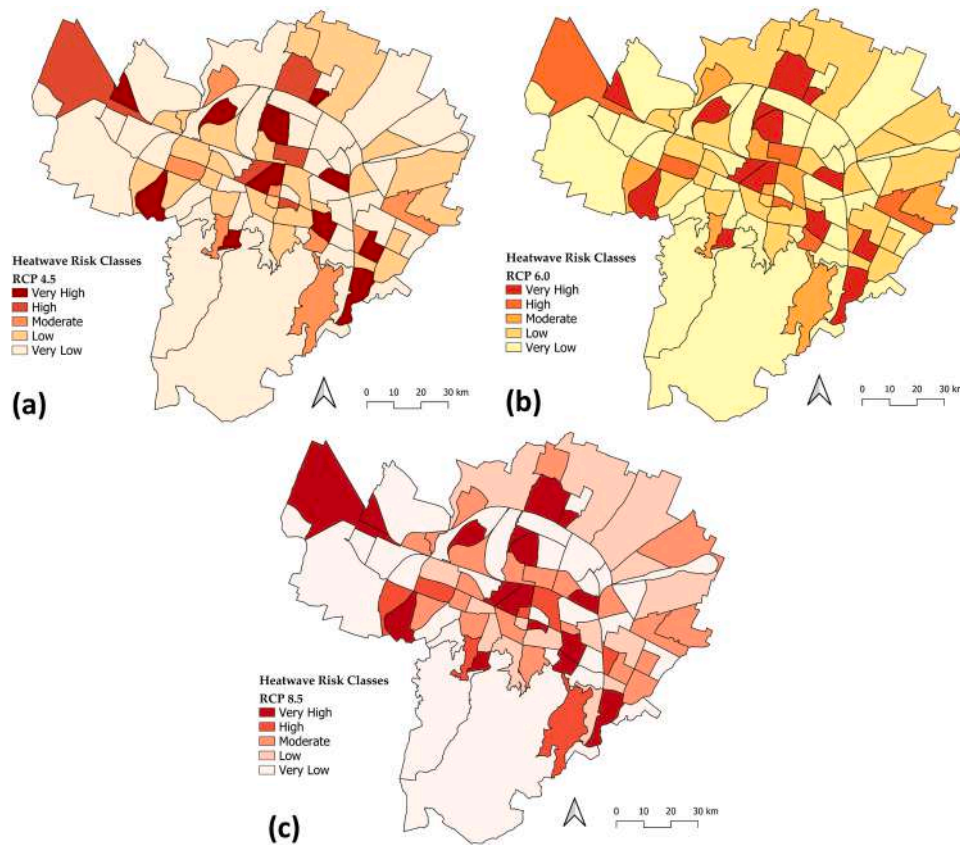 Heatwave Risk Classes
RCP 4.5
Very High
High
Moderate
Low
Very Low
(a)
0 10 20 30 km
Heatwave Risk Classes
RCP 6.0
Very High
High
Moderate
Low
Very Low
(b)
0 10 20 30 km
Heatwave Risk Classes
RCP 8.5
Very High
High
Moderate
Low
Very Low
(c)
0 10 20 30 km